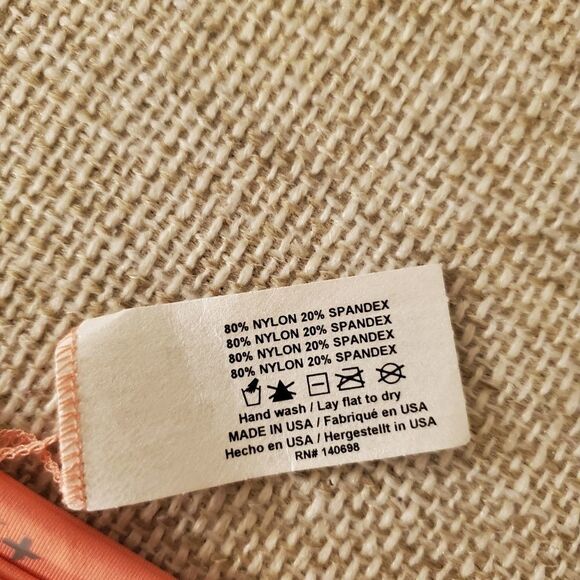 80% NYLON 20% SPANDEX
80% NYLON 20% SPANDEX
80% NYLON 20% SPANDEX
80% NYLON 20% SPANDEX
Hand wash / Lay flat to dry
MADE IN USA / Fabriqué en USA
Hecho en USA / Hergestellt in USA
RN# 140698